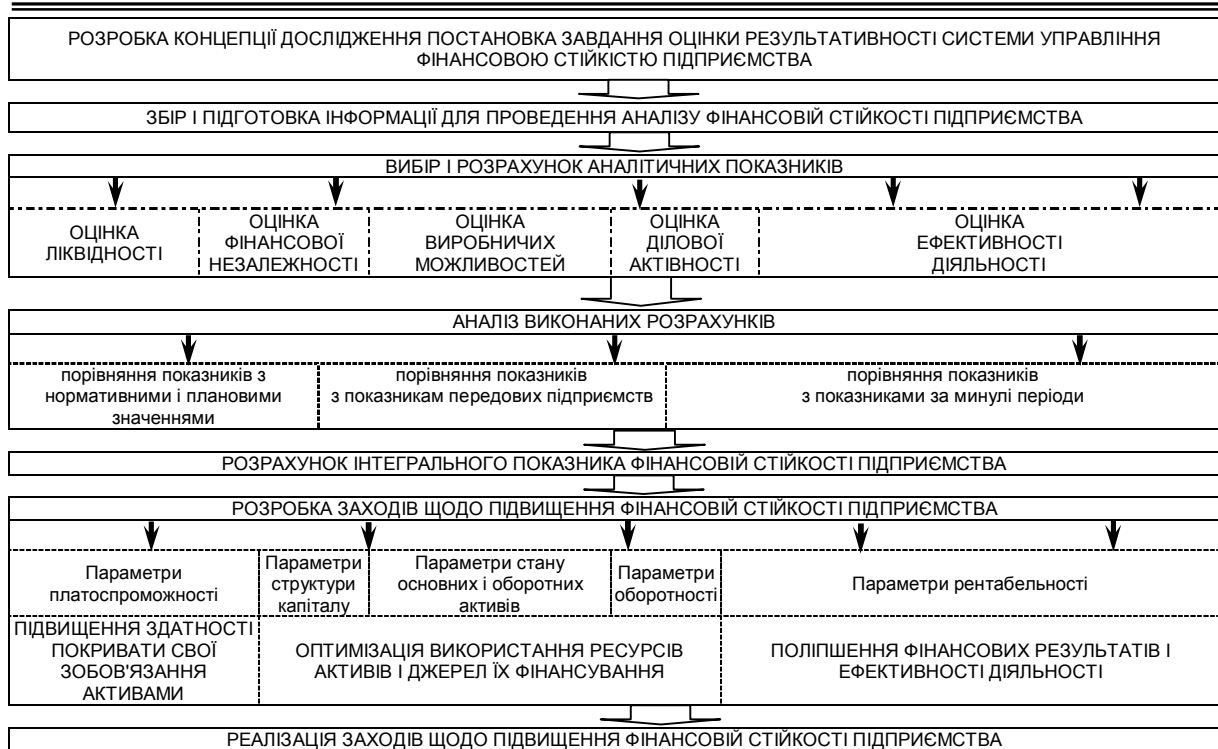 РОЗРОБКА КОНЦЕПЦІЇ ДОСЛІДЖЕННЯ ПОСТАНОВКА ЗАВДАННЯ ОЦІНКИ РЕЗУЛЬТАТИВНОСТІ СИСТЕМИ УПРАВЛІННЯ
ФІНАНСОВОЮ СТІЙКІСТЮ ПІДПРИЄМСТВА
ЗБІР І ПІДГОТОВКА ІНФОРМАЦІЇ ДЛЯ ПРОВЕДЕННЯ АНАЛІЗУ ФІНАНСОВІЙ СТІЙКОСТІ ПІДПРИЄМСТВА
ВИБІР І РОЗРАХУНОК АНАЛІТИЧНИХ ПОКАЗНИКІВ
ОЦІНКА
ЛІКВІДНОСТІ
ОЦІНКА
ФІНАНСОВОЇ
НЕЗАЛЕЖНОСТІ
ОЦІНКА
ВИРОБНИЧИХ
МОЖЛИВОСТЕЙ
ОЦІНКА
ДІЛОВОЇ
АКТІВНОСТІ
ОЦІНКА
ЕФЕКТИВНОСТІ
ДІЯЛЬНОСТІ
АНАЛІЗ ВИКОНАНИХ РОЗРАХУНКІВ
порівняння показників з
нормативними і плановими
значеннями
порівняння показників
з показникам передових підприємств
порівняння показників
з показниками за минулі періоди
РОЗРАХУНОК ІНТЕГРАЛЬНОГО ПОКАЗНИКА ФІНАНСОВІЙ СТІЙКОСТІ ПІДПРИЄМСТВА
РОЗРОБКА ЗАХОДІВ ЩОДО ПІДВИЩЕННЯ ФІНАНСОВІЙ СТІЙКОСТІ ПІДПРИЄМСТВА
Параметри
платоспроможності
Параметри
структури
капіталу
Параметри стану
основних і оборотних
активів
Параметри
оборотності
Параметри рентабельності
ПІДВИЩЕННЯ ЗДАТНОСТІ
ПОКРИВАТИ СВОЇ
ЗОБОВ'ЯЗАННЯ
АКТИВАМИ
ОПТИМІЗАЦІЯ ВИКОРИСТАННЯ РЕСУРСІВ
АКТИВІВ І ДЖЕРЕЛ ЇХ ФІНАНСУВАННЯ
ПОЛІПШЕННЯ ФІНАНСОВИХ РЕЗУЛЬТАТІВ І
ЕФЕКТИВНОСТІ ДІЯЛЬНОСТІ
РЕАЛІЗАЦІЯ ЗАХОДІВ ЩОДО ПІДВИЩЕННЯ ФІНАНСОВІЙ СТІЙКОСТІ ПІДПРИЄМСТВА